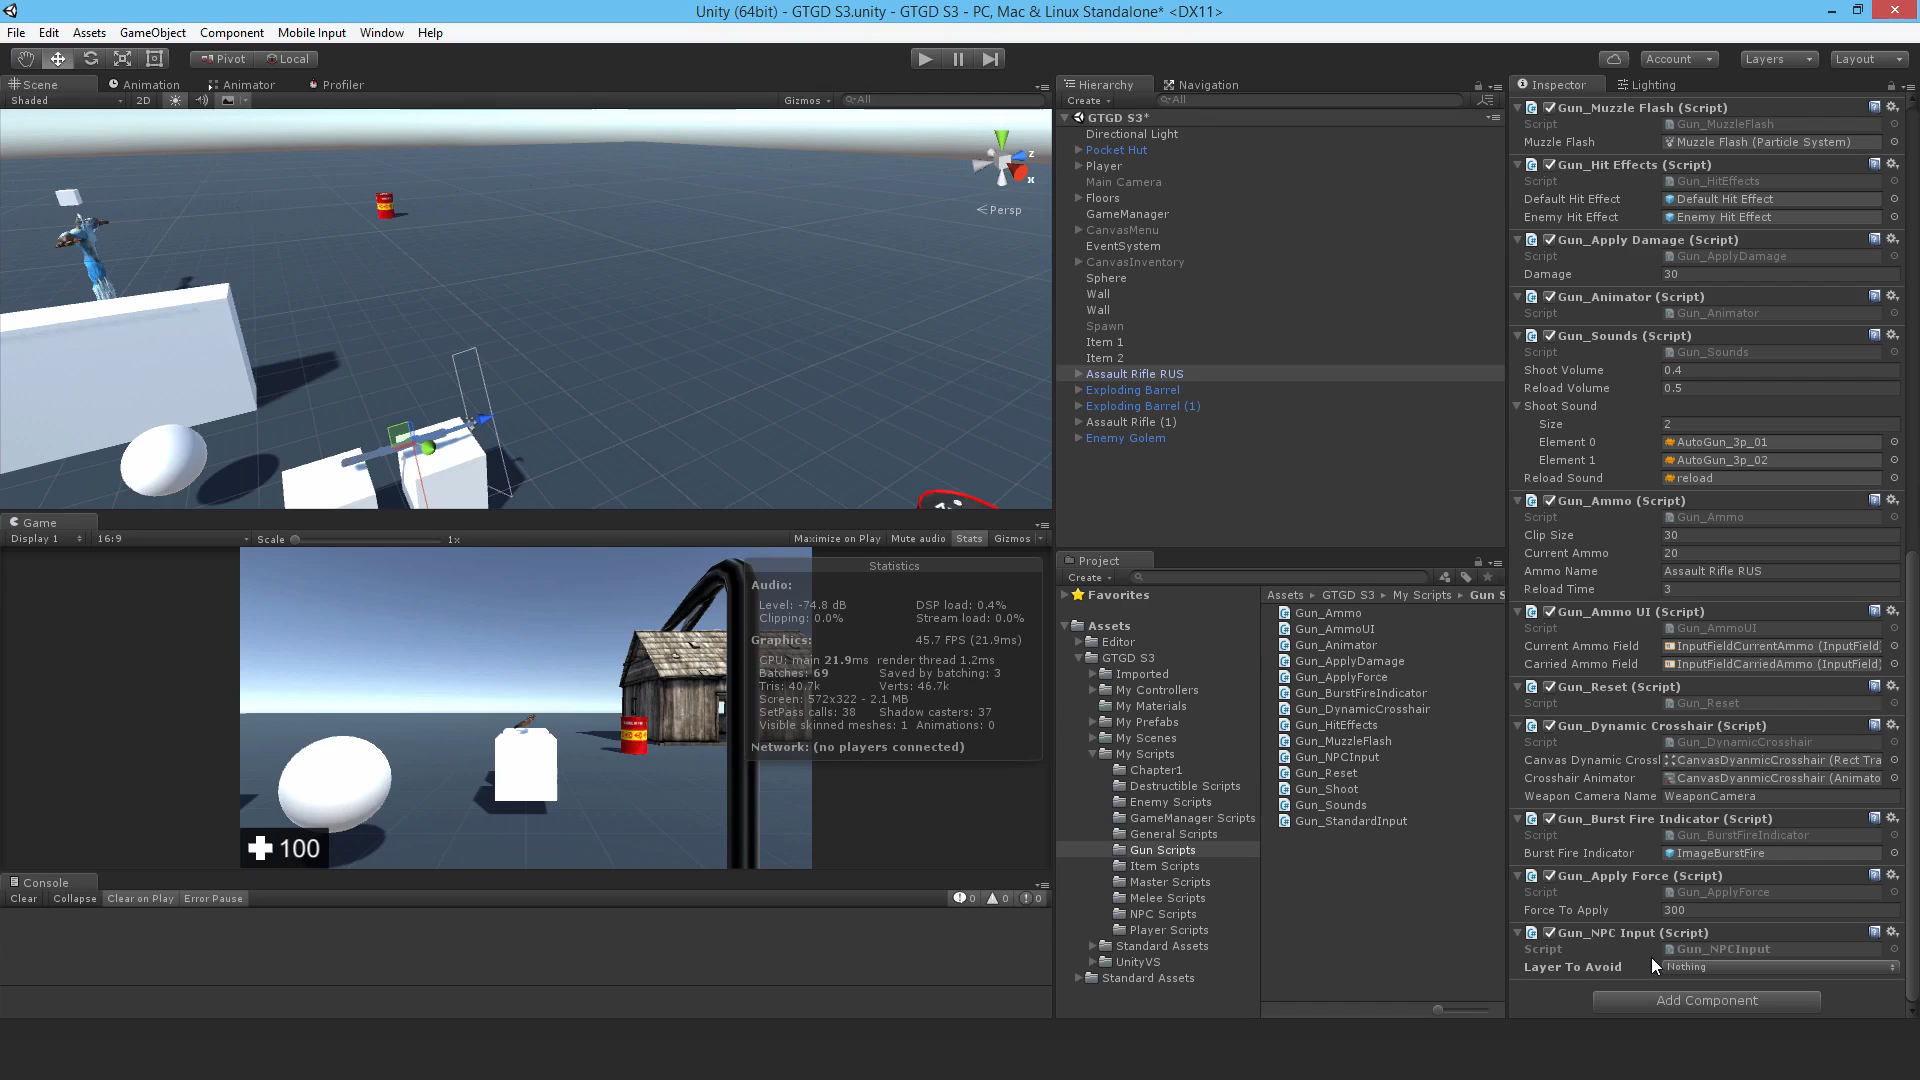 Unity (64bit) - GTGD S3.unity - GTGD S3 - PC, Mac & Linux Standalone* <DX11>
File Edit Assets GameObject Component Mobile Input Window Help
Pivot Local Account Layers Layout
Scene Animation Animator Profiler
Shaded 2D Gizmos All
z
x
Persp
Game
Display 1 16:9 Scale 1x Maximize on Play Mute audio Stats Gizmos
Statistics
Audio:
Level: -74.8 dB DSP load: 0.4%
Clipping: 0.0% Stream load: 0.0%
Graphics: 45.7 FPS (21.9ms)
CPU: main 21.9ms render thread 1.2ms
Batches: 69 Saved by batching: 3
Tris: 40.7k Verts: 46.7k
Screen: 572x322 - 2.1 MB
SetPass calls: 38 Shadow casters: 37
Visible skinned meshes: 1 Animations: 0
Network: (no players connected)
100
Console
Clear Collapse Clear on Play Error Pause 0 0 0
Hierarchy Navigation
Create All
GTGD S3*
Directional Light
Pocket Hut
Player
Main Camera
Floors
GameManager
CanvasMenu
EventSystem
CanvasInventory
Sphere
Wall
Wall
Spawn
Item 1
Item 2
Assault Rifle RUS
Exploding Barrel
Exploding Barrel (1)
Assault Rifle (1)
Enemy Golem
Project
Create
Favorites
Assets
Editor
GTGD S3
Imported
My Controllers
My Materials
My Prefabs
My Scenes
My Scripts
Chapter1
Destructible Scripts
Enemy Scripts
GameManager Scripts
General Scripts
Gun Scripts
Item Scripts
Master Scripts
Melee Scripts
NPC Scripts
Player Scripts
Standard Assets
UnityVS
Standard Assets
Assets GTGD S3 My Scripts Gun S
Gun_Ammo
Gun_AmmoUI
Gun_Animator
Gun_ApplyDamage
Gun_ApplyForce
Gun_BurstFireIndicator
Gun_DynamicCrosshair
Gun_HitEffects
Gun_MuzzleFlash
Gun_NPCInput
Gun_Reset
Gun_Shoot
Gun_Sounds
Gun_StandardInput
Inspector Lighting
Gun_Muzzle Flash (Script)
Script Gun_MuzzleFlash
Muzzle Flash Muzzle Flash (Particle System)
Gun_Hit Effects (Script)
Script Gun_HitEffects
Default Hit Effect Default Hit Effect
Enemy Hit Effect Enemy Hit Effect
Gun_Apply Damage (Script)
Script Gun_ApplyDamage
Damage 30
Gun_Animator (Script)
Script Gun_Animator
Gun_Sounds (Script)
Script Gun_Sounds
Shoot Volume 0.4
Reload Volume 0.5
Shoot Sound
Size 2
Element 0 AutoGun_3p_01
Element 1 AutoGun_3p_02
Reload Sound reload
Gun_Ammo (Script)
Script Gun_Ammo
Clip Size 30
Current Ammo 20
Ammo Name Assault Rifle RUS
Reload Time 3
Gun_Ammo UI (Script)
Script Gun_AmmoUI
Current Ammo Field InputFieldCurrentAmmo (InputField)
Carried Ammo Field InputFieldCarriedAmmo (InputField)
Gun_Reset (Script)
Script Gun_Reset
Gun_Dynamic Crosshair (Script)
Script Gun_DynamicCrosshair
Canvas Dynamic Crossl CanvasDyanmicCrosshair (Rect Tra
Crosshair Animator CanvasDyanmicCrosshair (Animato
Weapon Camera Name WeaponCamera
Gun_Burst Fire Indicator (Script)
Script Gun_BurstFireIndicator
Burst Fire Indicator ImageBurstFire
Gun_Apply Force (Script)
Script Gun_ApplyForce
Force To Apply 300
Gun_NPC Input (Script)
Script Gun_NPCInput
Layer To Avoid Nothing
Add Component